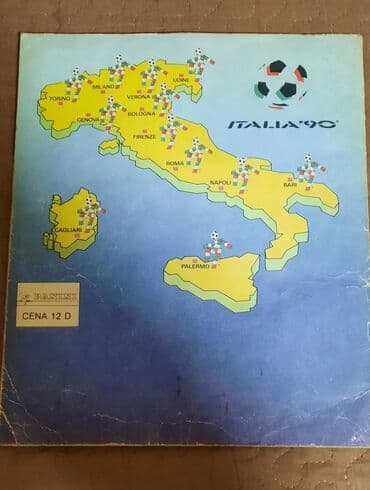 ITALIA'90
UDINE
MILANO
TORINO
VERONA
GENOVA
BOLOGNA
FIRENZE
ROMA
NAPOLI
BARI
CAGLIARI
PALERMO
PANINI
CENA 12 D